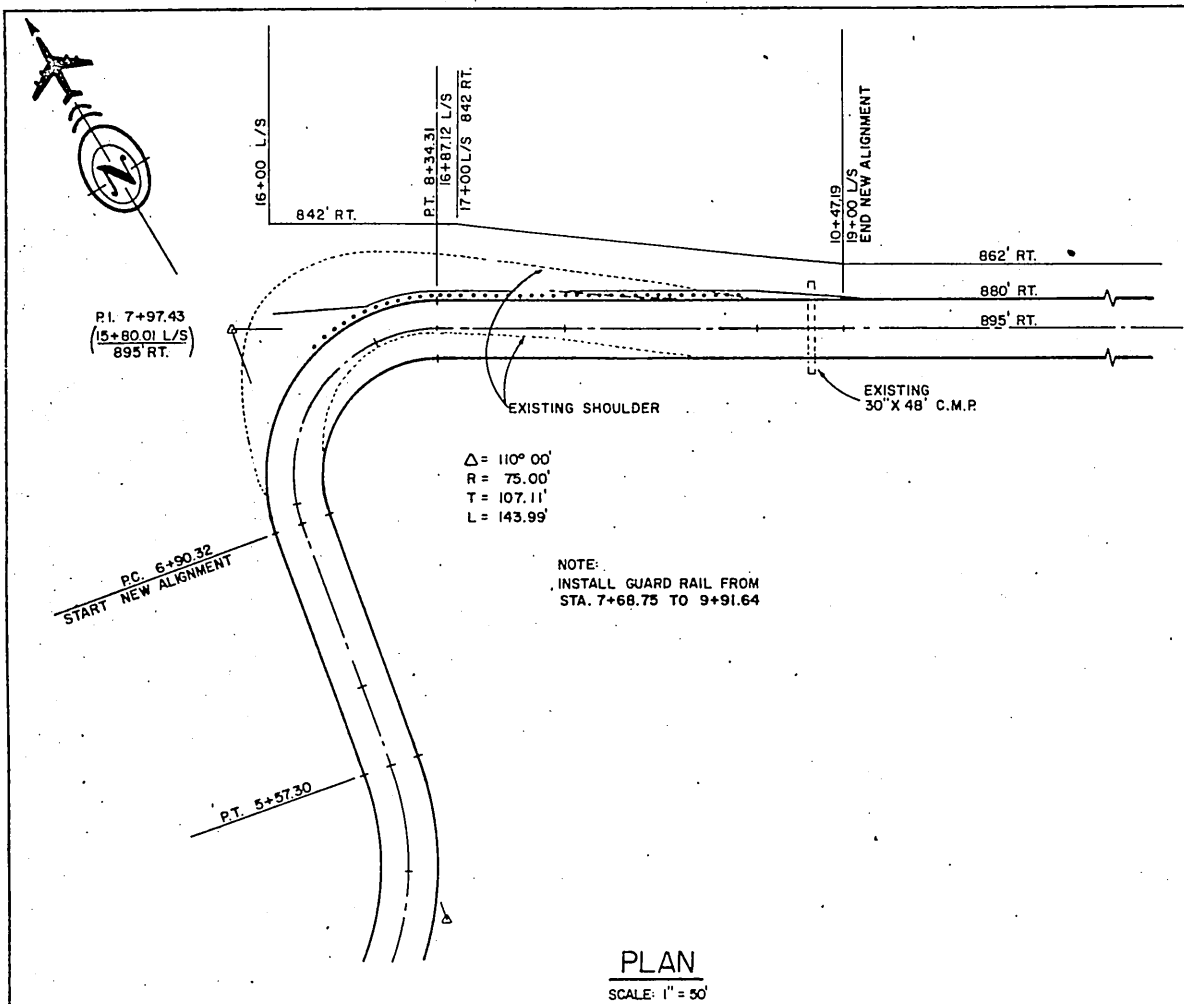 N
16+00 L/S
842' RT.
P.T. 8+34.31
16+87.12 L/S
17+00 L/S 842 RT.
10+47.19
19+00 L/S
END NEW ALIGNMENT
862' RT.
880' RT.
895' RT.
P.I. 7+97.43
(15+80.01 L/S
895' RT.)
EXISTING SHOULDER
EXISTING
30"X 48' C.M.P.
Δ = 110° 00'
R = 75.00'
T = 107.11'
L = 143.99'
P.C. 6+90.32
START NEW ALIGNMENT
NOTE:
INSTALL GUARD RAIL FROM
STA. 7+68.75 TO 9+91.64
P.T. 5+57.30
PLAN
SCALE: 1" = 50'